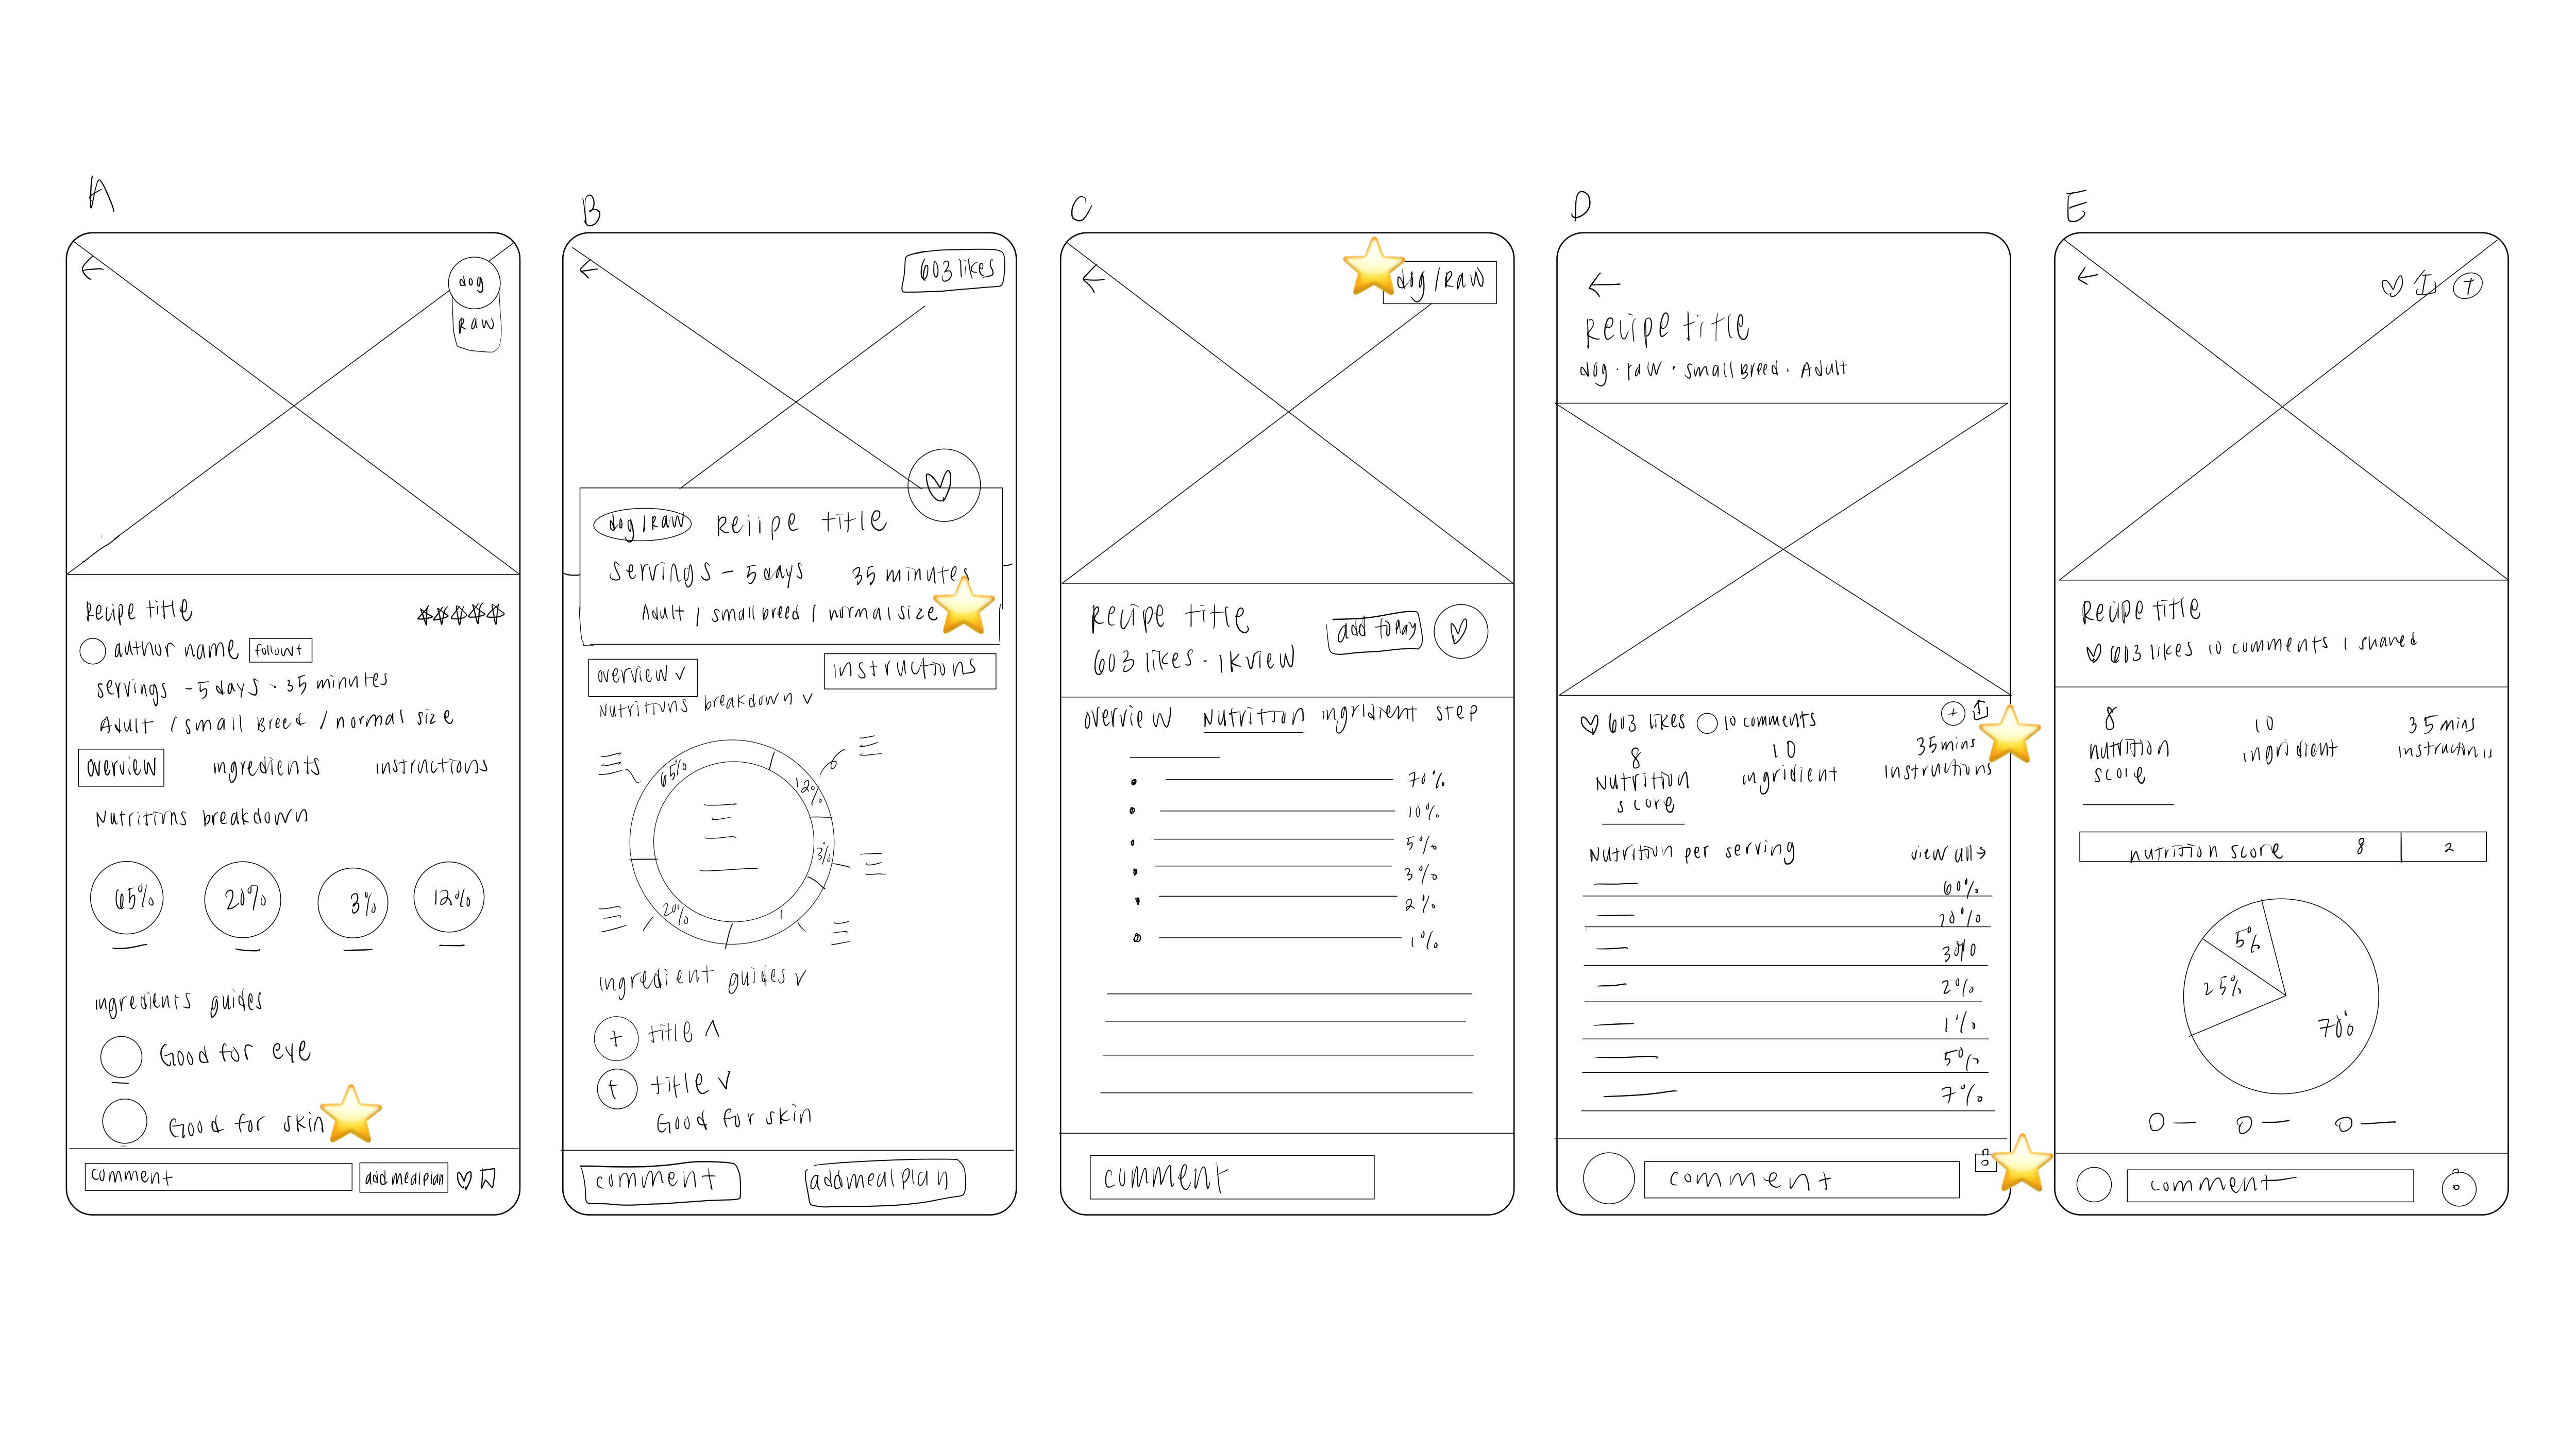 A
dog
RAW
Recipe title
author name follow+
servings - 5 days - 35 minutes
Adult / small Breed / normal size
overview ingredients instructions
Nutritions breakdown
65% 20% 3% 12%
ingredients guides
Good for eye
Good for skin
comment add mealplan
B
603 likes
dog/RAW Recipe title
servings - 5 days 35 minutes
Adult / small breed / normal size
overview instructions
Nutritions breakdown
65%
12%
3%
20%
ingredient guides
+ title
+ title
Good for skin
comment add meal plan
C
dog/RAW
Recipe title
603 likes - 1K view
add to
overview Nutrition ingridient step
70%
10%
5%
3%
2%
1%
comment
D
Recipe title
dog · raw · small Breed · Adult
603 likes 10 comments
8 10 35 mins
Nutrition ingridient instructions
score
Nutrition per serving view all →
60%
20%
30%
2%
1%
5%
7%
comment
E
Recipe title
603 likes 10 comments 1 shared
8 10 35 mins
nutrition ingridient
score
nutrition score 8 2
5%
25%
70%
comment